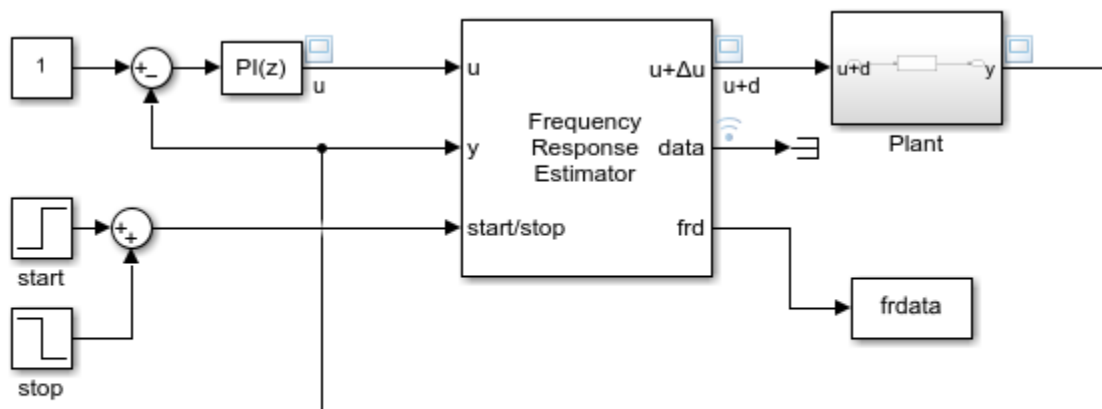 1
+
−
PI(z)
u
u
y
start/stop
Frequency
Response
Estimator
u+Δu
data
frd
u+d
u+d
y
Plant
+
+
start
stop
frdata